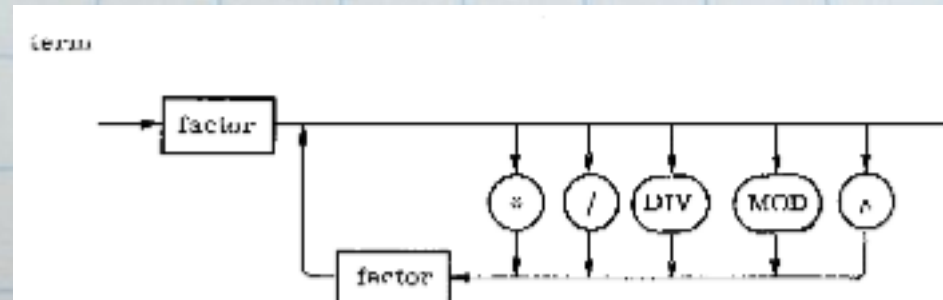 term
factor
* / DIV MOD ^
factor